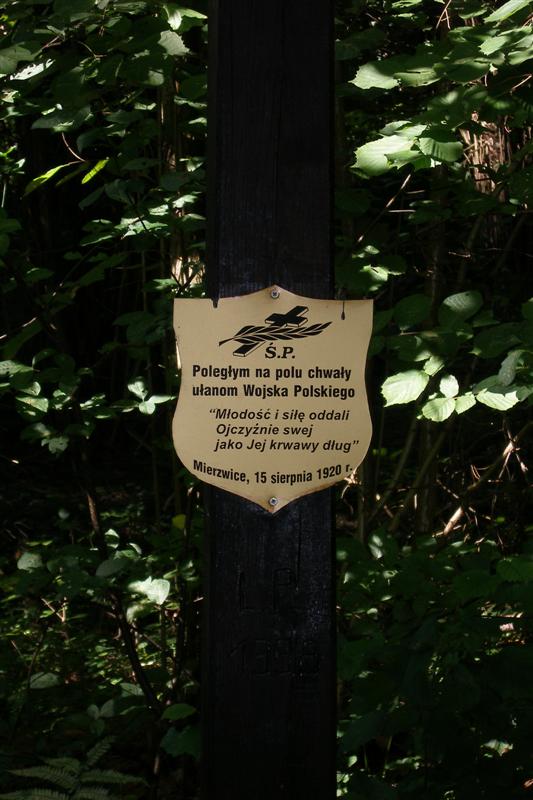 Ś.P.
Poległym na polu chwały
ułanom Wojska Polskiego
“Młodość i siłę oddali
Ojczyźnie swej
jako Jej krwawy dług”
Mierzwice, 15 sierpnia 1920 r.
L.P.